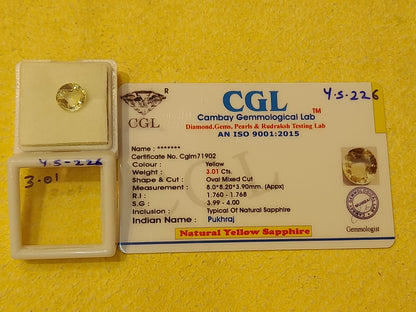 CGL
R
CGL™
Cambay Gemmological Lab
Diamond,Gems, Pearls & Rudraksh Testing Lab
AN ISO 9001:2015
Y.S-226
Name : *******
Certificate No. Cglm71902
Colour : Yellow
Weight : 3.01 Cts.
Shape & Cut : Oval Mixed Cut
Measurement : 8.0*8.20*3.90mm (Appx)
R.I : 1.760 -1.768
S.G : 3.99 - 4.00
Inclusion : Typical Of Natural Sapphire
Indian Name : Pukhraj
Natural Yellow Sapphire
Gemmologist
Y.S-226
3.01